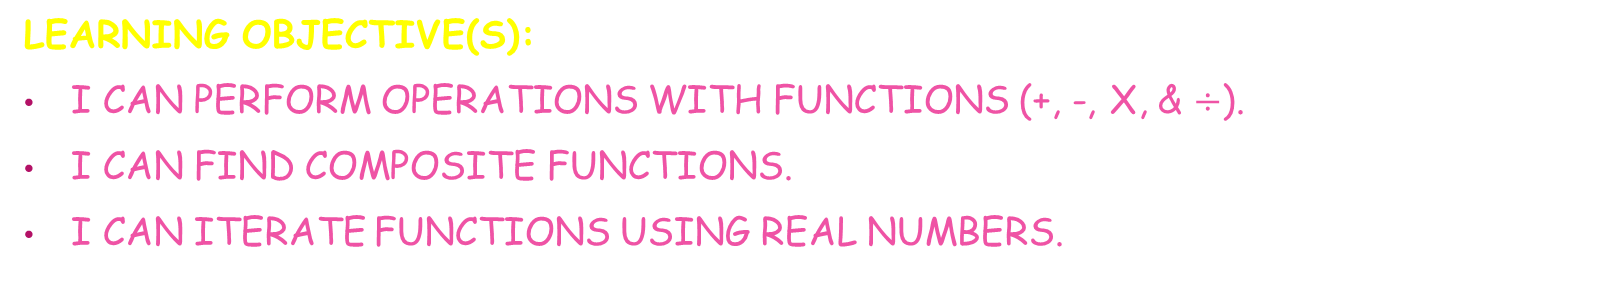 LEARNING OBJECTIVE(S):
• I CAN PERFORM OPERATIONS WITH FUNCTIONS (+, -, X, & ÷).
• I CAN FIND COMPOSITE FUNCTIONS.
• I CAN ITERATE FUNCTIONS USING REAL NUMBERS.